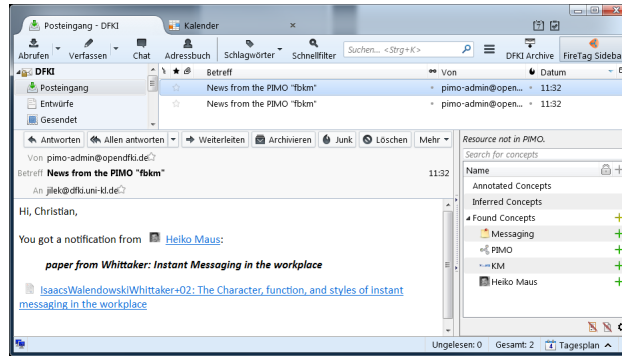 Posteingang - DFKI
Kalender
Abrufen Verfassen Chat Adressbuch Schlagwörter Schnellfilter Suchen... <Strg+K> DFKI Archive FireTag Sideba
DFKI
Posteingang
Entwürfe
Gesendet
Betreff Von Datum
News from the PIMO "fbkm" pimo-admin@open... 11:32
News from the PIMO "fbkm" pimo-admin@open... 11:32
Antworten Allen antworten Weiterleiten Archivieren Junk Löschen Mehr
Von pimo-admin@opendfki.de
Betreff News from the PIMO "fbkm" 11:32
An jilek@dfki.uni-kl.de
Hi, Christian,
You got a notification from Heiko Maus:
paper from Whittaker: Instant Messaging in the workplace
IsaacsWalendowskiWhittaker+02: The Character, function, and styles of instant
messaging in the workplace
Resource not in PIMO.
Search for concepts
Name
Annotated Concepts
Inferred Concepts
Found Concepts
Messaging
PIMO
KM
Heiko Maus
Ungelesen: 0 Gesamt: 2 Tagesplan